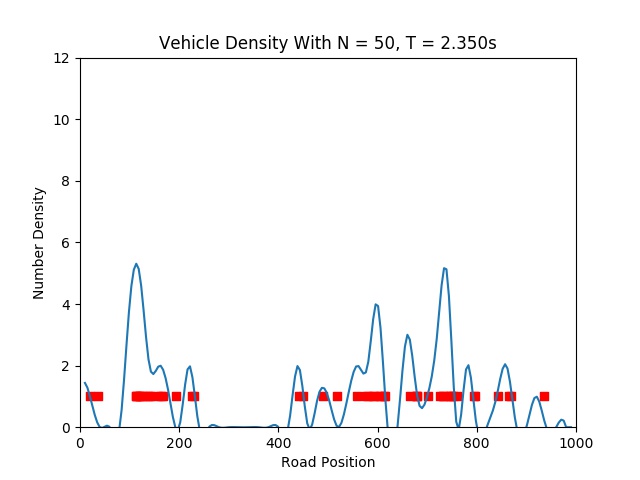 Vehicle Density With N = 50, T = 2.350s
12
10
8
6
4
2
0
Number Density
0 200 400 600 800 1000
Road Position